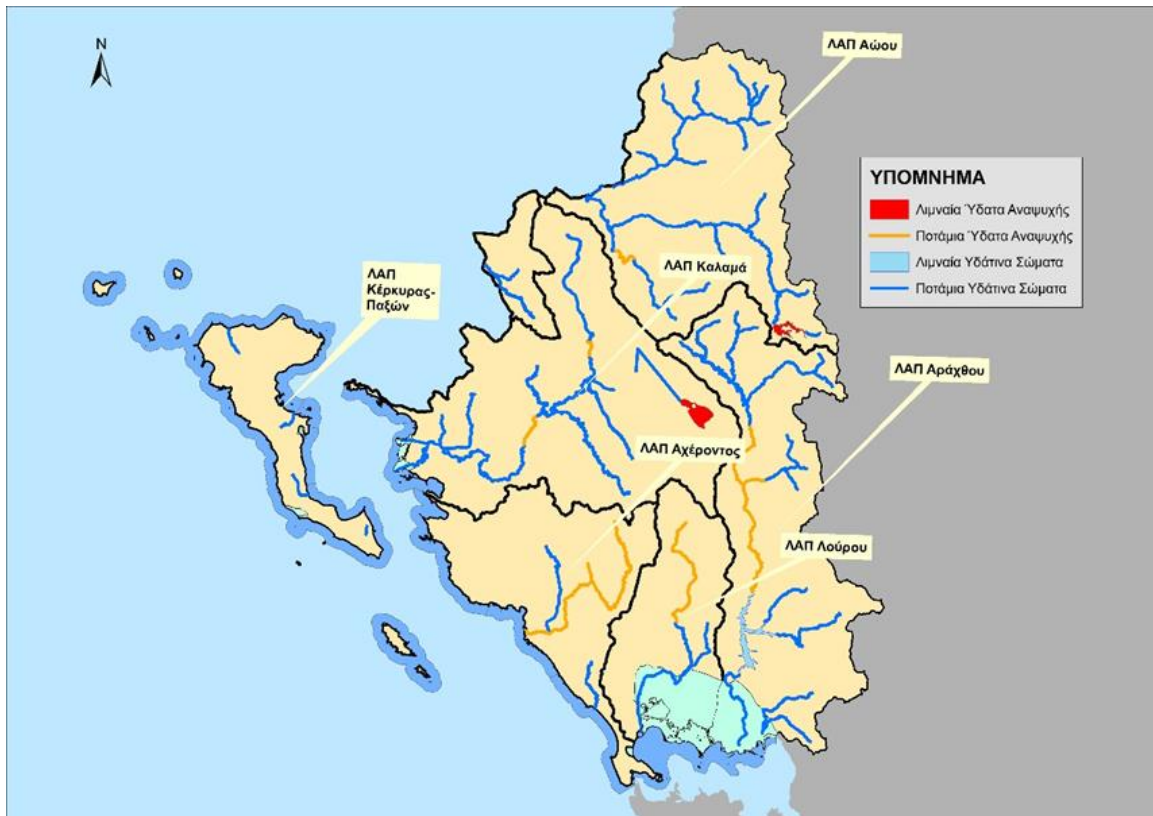 N
ΛΑΠ Αώου
ΥΠΟΜΝΗΜΑ
Λιμναία Ύδατα Αναψυχής
Ποτάμια Ύδατα Αναψυχής
Λιμναία Υδάτινα Σώματα
Ποτάμια Υδάτινα Σώματα
ΛΑΠ Καλαμά
ΛΑΠ
Κέρκυρας-
Παξών
ΛΑΠ Αράχθου
ΛΑΠ Αχέροντος
ΛΑΠ Λούρου